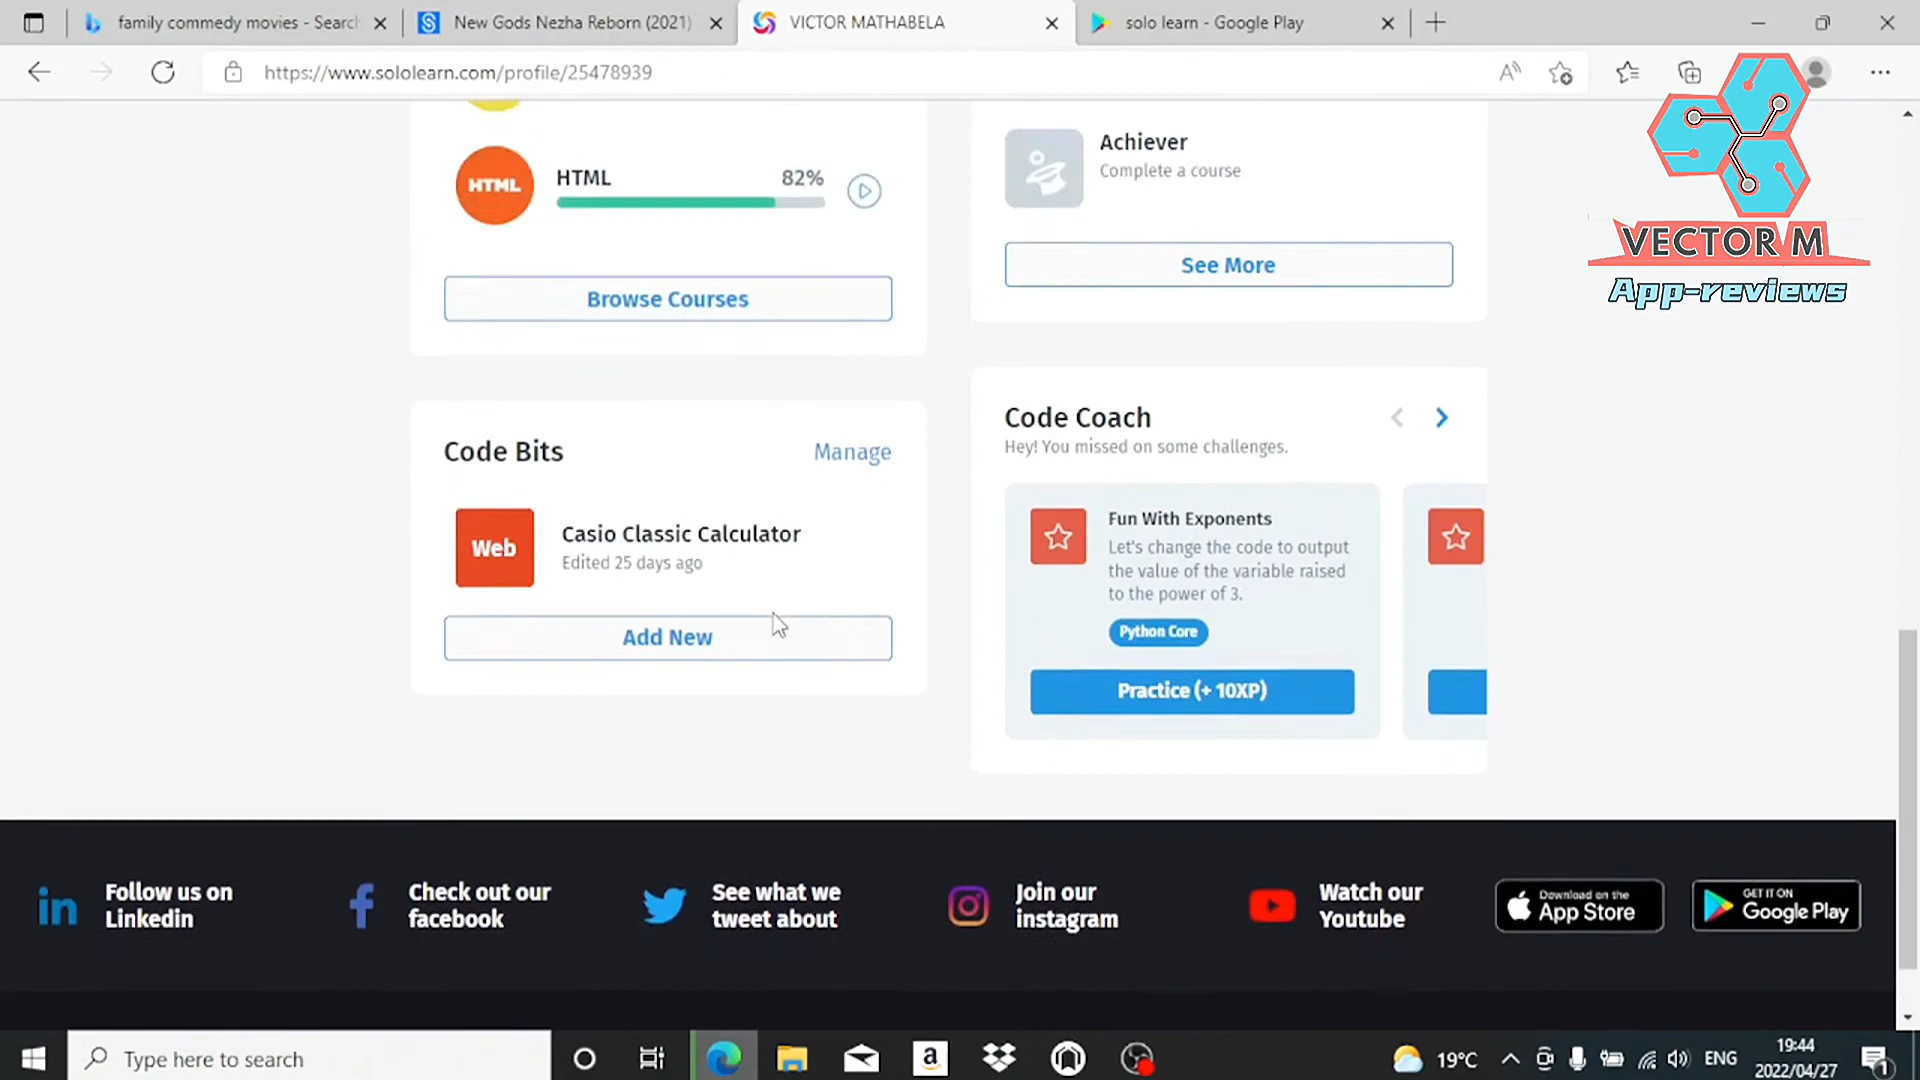 family commedy movies - Search
New Gods Nezha Reborn (2021)
VICTOR MATHABELA
solo learn - Google Play
https://www.sololearn.com/profile/25478939
HTML
HTML
82%
Browse Courses
Achiever
Complete a course
See More
VECTOR M
App-reviews
Code Bits
Manage
Web
Casio Classic Calculator
Edited 25 days ago
Add New
Code Coach
Hey! You missed on some challenges.
Fun With Exponents
Let's change the code to output
the value of the variable raised
to the power of 3.
Python Core
Practice (+ 10XP)
Follow us on
Linkedin
Check out our
facebook
See what we
tweet about
Join our
instagram
Watch our
Youtube
Download on the
App Store
GET IT ON
Google Play
Type here to search
19°C
ENG
19:44
2022/04/27
1